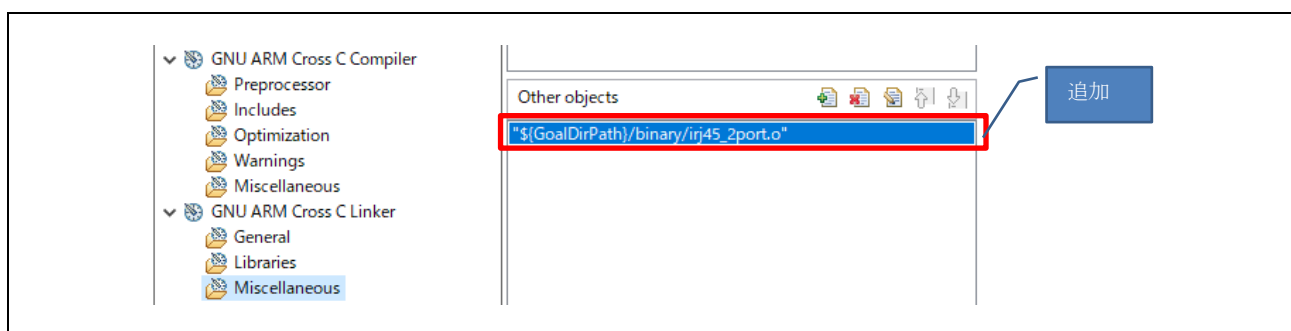 GNU ARM Cross C Compiler
Preprocessor
Includes
Optimization
Warnings
Miscellaneous
GNU ARM Cross C Linker
General
Libraries
Miscellaneous
Other objects
"${GoalDirPath}/binary/irj45_2port.o"
追加